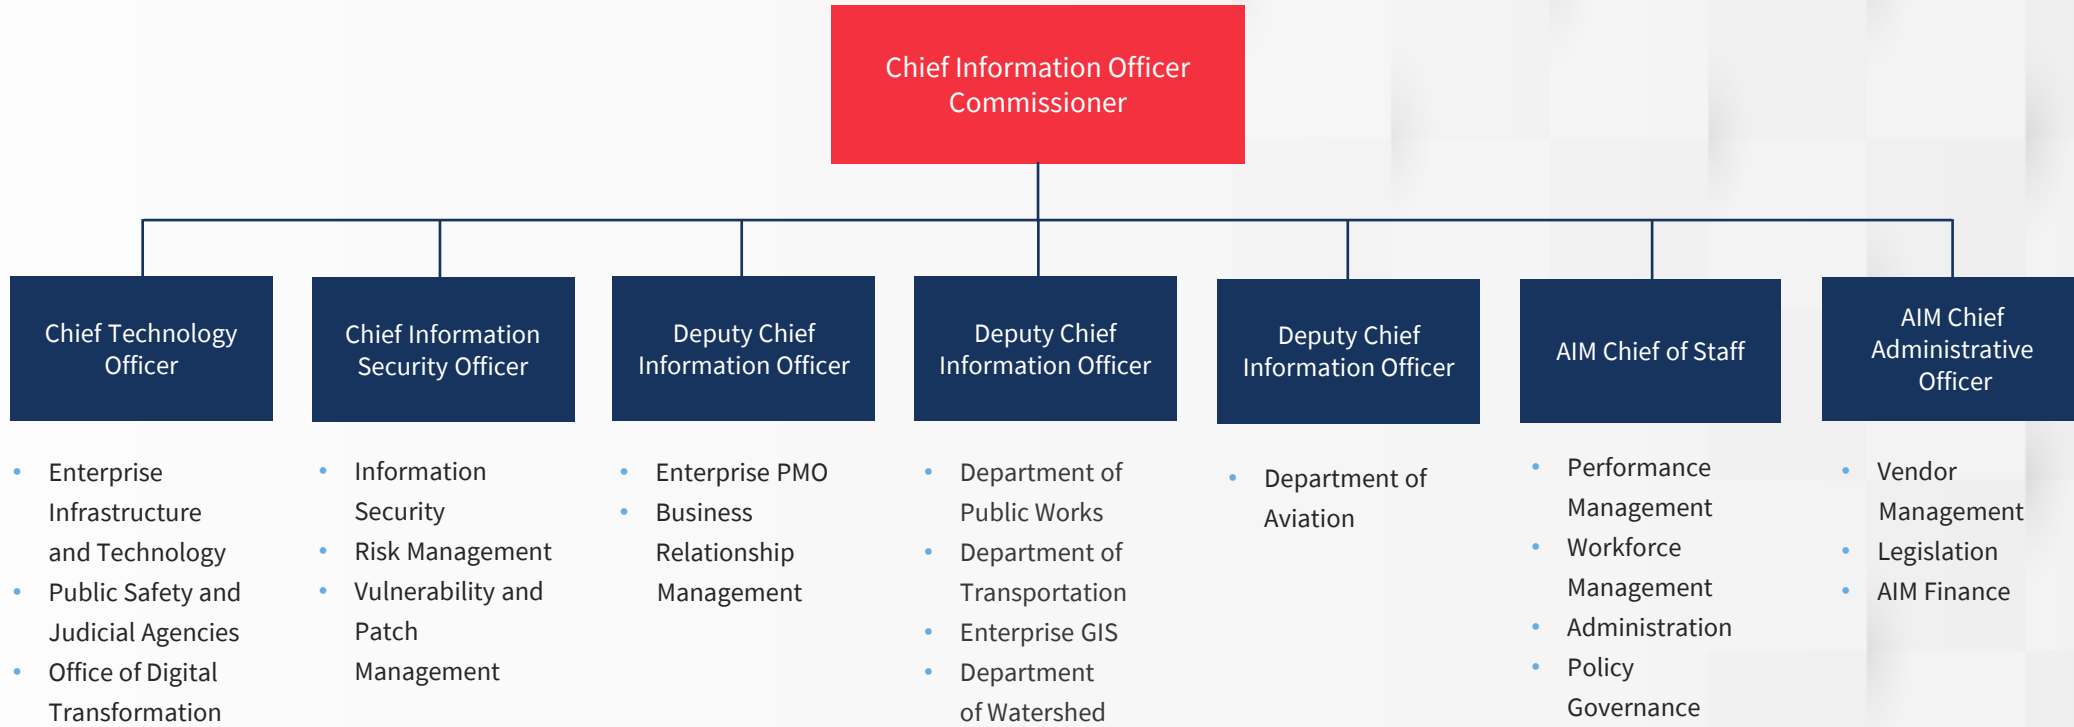 Chief Information Officer
Commissioner
Chief Technology
Officer
Chief Information
Security Officer
Deputy Chief
Information Officer
Deputy Chief
Information Officer
Deputy Chief
Information Officer
AIM Chief of Staff
AIM Chief
Administrative
Officer
• Enterprise
Infrastructure
and Technology
• Public Safety and
Judicial Agencies
• Office of Digital
Transformation
• Information
Security
• Risk Management
• Vulnerability and
Patch
Management
• Enterprise PMO
• Business
Relationship
Management
• Department of
Public Works
• Department of
Transportation
• Enterprise GIS
• Department
of Watershed
• Department of
Aviation
• Performance
Management
• Workforce
Management
• Administration
• Policy
Governance
• Vendor
Management
• Legislation
• AIM Finance